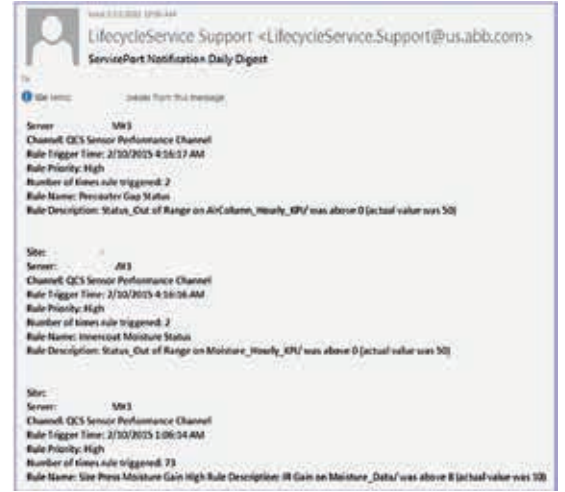 LifecycleService Support <LifecycleService.Support@us.abb.com>
ServicePort Notification Daily Digest
To
from this message.
Server
Channel: QCS Sensor Performance Channel
Rule Trigger Time: 2/10/2015 4:16:17 AM
Rule Priority: High
Number of times rule triggered: 2
Rule Name: Precoater Gap Status
Rule Description: Status_Out of Range on AirColumn_Hourly_KPI/ was above 0 (actual value was 50)
Site:
Server:
Channel: QCS Sensor Performance Channel
Rule Trigger Time: 2/10/2015 4:16:16 AM
Rule Priority: High
Number of times rule triggered: 2
Rule Name: Innercoat Moisture Status
Rule Description: Status_Out of Range on Moisture_Hourly_KPI/ was above 0 (actual value was 50)
Site:
Server:
Channel: QCS Sensor Performance Channel
Rule Trigger Time: 2/10/2015 1:06:14 AM
Rule Priority: High
Number of times rule triggered: 73
Rule Name: Size Press Moisture Gain High Rule Description: IR Gain on Moisture_Data/ was above 8 (actual value was 10)